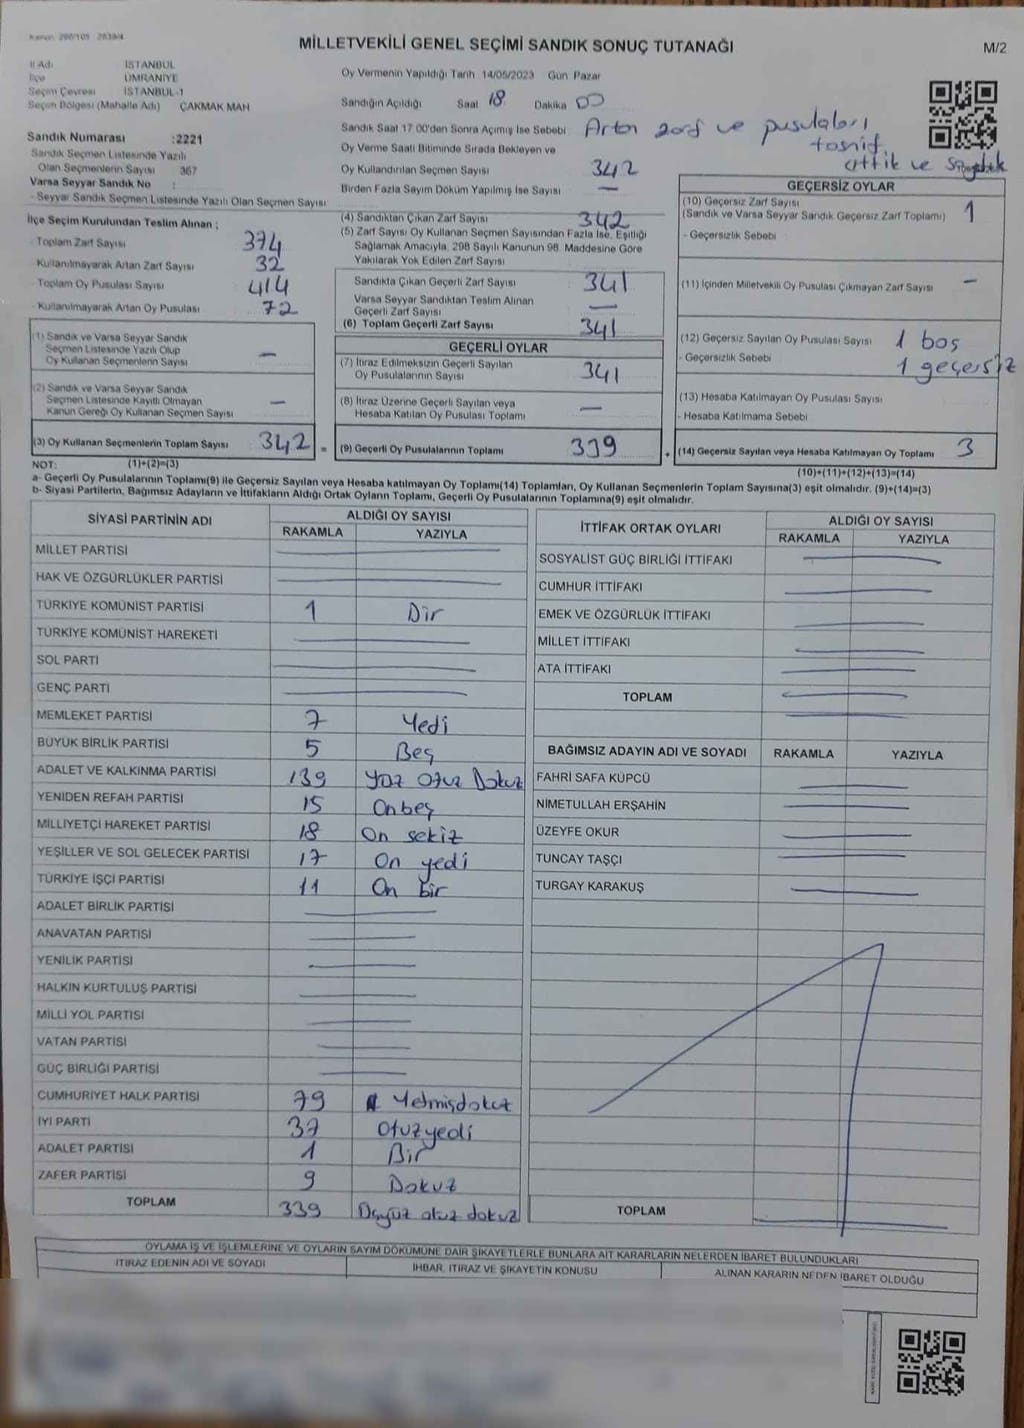 MİLLETVEKİLİ GENEL SEÇİMİ SANDIK SONUÇ TUTANAĞI
M/2
İl Adı İSTANBUL
İlçe ÜMRANİYE
Seçim Çevresi İSTANBUL-1
Seçim Bölgesi (Mahalle Adı) ÇAKMAK MAH
Sandık Numarası :2221
Sandık Seçmen Listesinde Yazılı
Olan Seçmenlerin Sayısı 367
Varsa Seyyar Sandık No :
- Seyyar Sandık Seçmen Listesinde Yazılı Olan Seçmen Sayısı
Oy Vermenin Yapıldığı Tarih 14/05/2023 Gün Pazar
Sandığın Açıldığı Saat 18 Dakika 00
Sandık Saat 17.00'den Sonra Açımış İse Sebebi Artan zarf ve pusulaları
tasnif
ettik ve
Oy Verme Saati Bitiminde Sırada Bekleyen ve
Oy Kullandırılan Seçmen Sayısı 342
Birden Fazla Sayım Döküm Yapılmış İse Sayısı —
İlçe Seçim Kurulundan Teslim Alınan ;
- Toplam Zarf Sayısı 374
- Kullanılmayarak Artan Zarf Sayısı 32
- Toplam Oy Pusulası Sayısı 414
- Kullanılmayarak Artan Oy Pusulası 72
(1) Sandık ve Varsa Seyyar Sandık
Seçmen Listesinde Yazılı Olup
Oy Kullanan Seçmenlerin Sayısı —
(2) Sandık ve Varsa Seyyar Sandık
Seçmen Listesinde Kayıtlı Olmayan
Kanun Gereği Oy Kullanan Seçmen Sayısı —
(3) Oy Kullanan Seçmenlerin Toplam Sayısı 342 =
(4) Sandıktan Çıkan Zarf Sayısı 342
(5) Zarf Sayısı Oy Kullanan Seçmen Sayısından Fazla İse, Eşitliği
Sağlamak Amacıyla, 298 Sayılı Kanunun 98. Maddesine Göre
Yakılarak Yok Edilen Zarf Sayısı
Sandıkta Çıkan Geçerli Zarf Sayısı 341
Varsa Seyyar Sandıktan Teslim Alınan
Geçerli Zarf Sayısı —
(6) Toplam Geçerli Zarf Sayısı 341
GEÇERLİ OYLAR
(7) İtiraz Edilmeksizin Geçerli Sayılan
Oy Pusulalarının Sayısı 341
(8) İtiraz Üzerine Geçerli Sayılan veya
Hesaba Katılan Oy Pusulası Toplamı —
(9) Geçerli Oy Pusulalarının Toplamı 339 +
GEÇERSİZ OYLAR
(10) Geçersiz Zarf Sayısı
(Sandık ve Varsa Seyyar Sandık Geçersiz Zarf Toplamı) 1
- Geçersizlik Sebebi :
(11) İçinden Milletvekili Oy Pusulası Çıkmayan Zarf Sayısı —
(12) Geçersiz Sayılan Oy Pusulası Sayısı 1 boş
- Geçersizlik Sebebi 1 geçersiz
(13) Hesaba Katılmayan Oy Pusulası Sayısı
- Hesaba Katılmama Sebebi
(14) Geçersiz Sayılan veya Hesaba Katılmayan Oy Toplamı 3
NOT: (1)+(2)=(3) (10)+(11)+(12)+(13)=(14)
a- Geçerli Oy Pusulalarının Toplamı(9) ile Geçersiz Sayılan veya Hesaba katılmayan Oy Toplamı(14) Toplamları, Oy Kullanan Seçmenlerin Toplam Sayısına(3) eşit olmalıdır. (9)+(14)=(3)
b- Siyasi Partilerin, Bağımsız Adayların ve İttifakların Aldığı Ortak Oyların Toplamı, Geçerli Oy Pusulalarının Toplamına(9) eşit olmalıdır.
SİYASİ PARTİNİN ADI ALDIĞI OY SAYISI
RAKAMLA YAZIYLA
MİLLET PARTİSİ
HAK VE ÖZGÜRLÜKLER PARTİSİ
TÜRKİYE KOMÜNİST PARTİSİ 1 Bir
TÜRKİYE KOMÜNİST HAREKETİ
SOL PARTİ
GENÇ PARTİ
MEMLEKET PARTİSİ 7 Yedi
BÜYÜK BİRLİK PARTİSİ 5 Beş
ADALET VE KALKINMA PARTİSİ 139 Yüz Otuz Dokuz
YENİDEN REFAH PARTİSİ 15 Onbeş
MİLLİYETÇİ HAREKET PARTİSİ 18 On sekiz
YEŞİLLER VE SOL GELECEK PARTİSİ 17 On yedi
TÜRKİYE İŞÇİ PARTİSİ 11 On bir
ADALET BİRLİK PARTİSİ
ANAVATAN PARTİSİ
YENİLİK PARTİSİ
HALKIN KURTULUŞ PARTİSİ
MİLLİ YOL PARTİSİ
VATAN PARTİSİ
GÜÇ BİRLİĞİ PARTİSİ
CUMHURİYET HALK PARTİSİ 79 Yetmişdokuz
İYİ PARTİ 37 Otuzyedi
ADALET PARTİSİ 1 Bir
ZAFER PARTİSİ 9 Dokuz
TOPLAM 339 Üçyüz otuz dokuz
İTTİFAK ORTAK OYLARI ALDIĞI OY SAYISI
RAKAMLA YAZIYLA
SOSYALİST GÜÇ BİRLİĞİ İTTİFAKI
CUMHUR İTTİFAKI
EMEK VE ÖZGÜRLÜK İTTİFAKI
MİLLET İTTİFAKI
ATA İTTİFAKI
TOPLAM
BAĞIMSIZ ADAYIN ADI VE SOYADI RAKAMLA YAZIYLA
FAHRİ SAFA KÜPCÜ
NİMETULLAH ERŞAHİN
ÜZEYFE OKUR
TUNCAY TAŞÇI
TURGAY KARAKUŞ
TOPLAM
OYLAMA İŞ VE İŞLEMLERİNE VE OYLARIN SAYIM DÖKÜMÜNE DAİR ŞİKAYETLERLE BUNLARA AİT KARARLARIN NELERDEN İBARET BULUNDUKLARI
İTİRAZ EDENİN ADI VE SOYADI İHBAR, İTİRAZ VE ŞİKAYETİN KONUSU ALINAN KARARIN NEDEN İBARET OLDUĞU